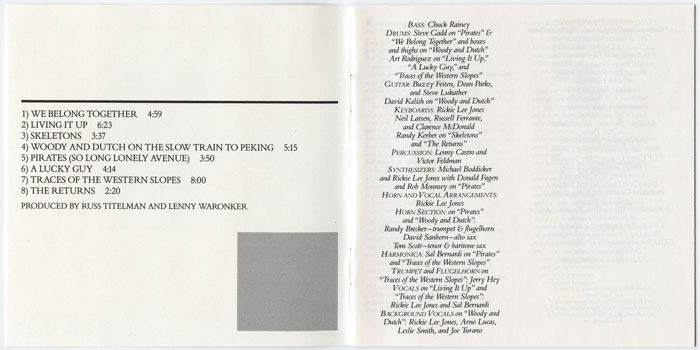 1) WE BELONG TOGETHER 4:59
2) LIVING IT UP 6:23
3) SKELETONS 3:37
4) WOODY AND DUTCH ON THE SLOW TRAIN TO PEKING 5:15
5) PIRATES (SO LONG LONELY AVENUE) 3:50
6) A LUCKY GUY 4:14
7) TRACES OF THE WESTERN SLOPES 8:00
8) THE RETURNS 2:20
PRODUCED BY RUSS TITELMAN AND LENNY WARONKER
BASS: Chuck Rainey
DRUMS: Steve Gadd on "Pirates" &
"We Belong Together" and boxes
and thighs on "Woody and Dutch"
Art Rodriguez on "Living It Up,"
"A Lucky Guy," and
"Traces of the Western Slopes"
GUITAR: Buzzy Feiten, Dean Parks,
and Steve Lukather
David Kalish on "Woody and Dutch"
KEYBOARDS: Rickie Lee Jones
Neil Larsen, Russell Ferrante,
and Clarence McDonald
Randy Kerber on "Skeletons"
and "The Returns"
PERCUSSION: Lenny Castro and
Victor Feldman
SYNTHESIZERS: Michael Boddicker
and Rickie Lee Jones with Donald Fagen
and Rob Mounsey on "Pirates"
HORN AND VOCAL ARRANGEMENTS:
Rickie Lee Jones
HORN SECTION on "Pirates"
and "Woody and Dutch":
Randy Brecker—trumpet & flugelhorn
David Sanborn—alto sax
Tom Scott—tenor & baritone sax
HARMONICA: Sal Bernardi on "Pirates"
and "Traces of the Western Slopes"
TRUMPET and FLUGELHORN on
"Traces of the Western Slopes": Jerry Hey
VOCALS on "Living It Up" and
"Traces of the Western Slopes":
Rickie Lee Jones and Sal Bernardi
BACKGROUND VOCALS on "Woody and
Dutch": Rickie Lee Jones, Arno Lucas,
Leslie Smith, and Joe Turano